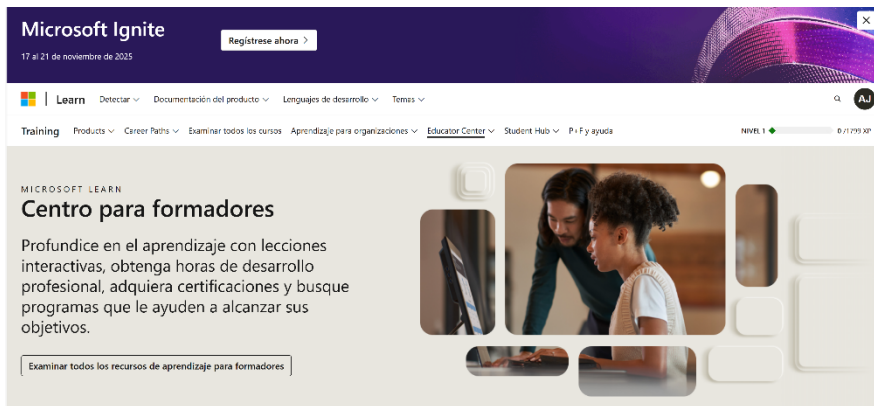 Microsoft Ignite
Regístrese ahora
17 al 21 de noviembre de 2025
Learn Detectar Documentación del producto Lenguajes de desarrollo Temas AJ
Training Products Career Paths Examinar todos los cursos Aprendizaje para organizaciones Educator Center Student Hub P+F y ayuda NIVEL 1 0 /1799 XP
MICROSOFT LEARN
Centro para formadores
Profundice en el aprendizaje con lecciones
interactivas, obtenga horas de desarrollo
profesional, adquiera certificaciones y busque
programas que le ayuden a alcanzar sus
objetivos.
Examinar todos los recursos de aprendizaje para formadores